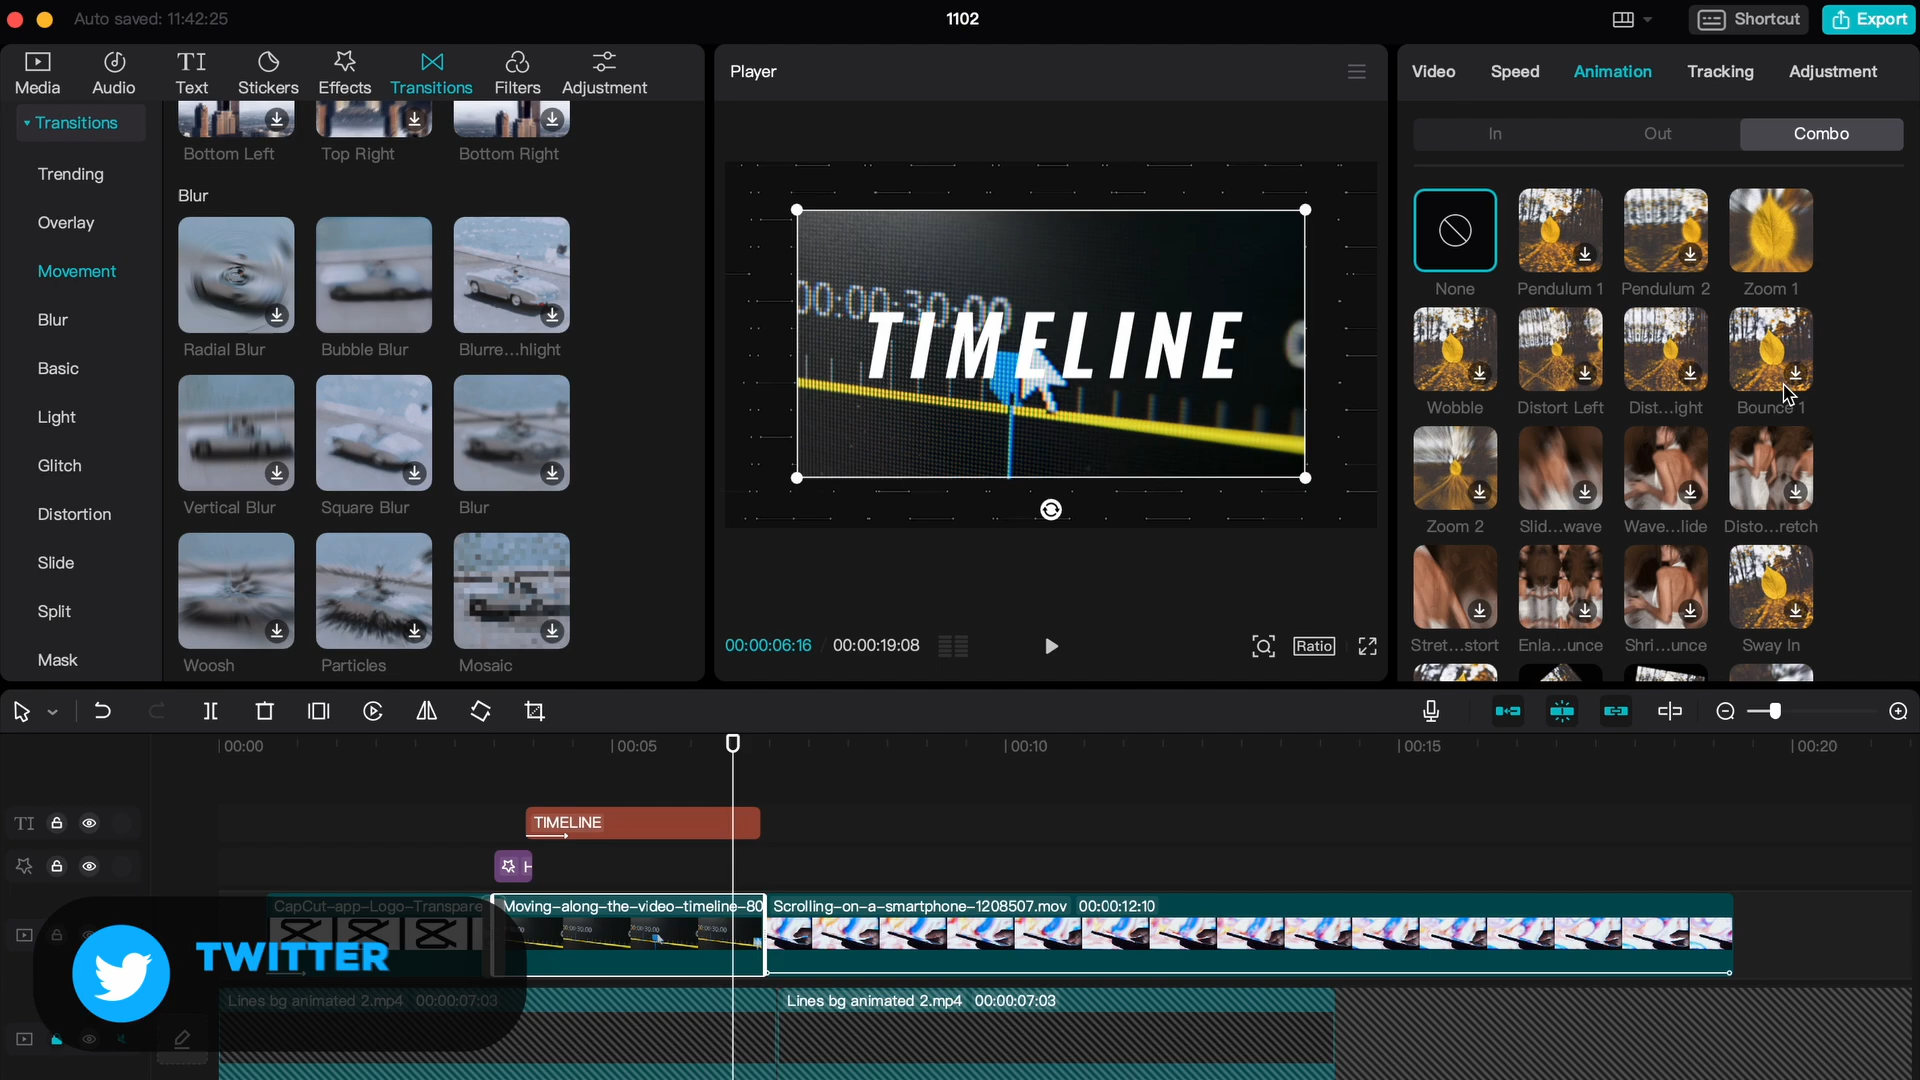 Auto saved: 11:42:25
1102
Shortcut
Export
Media
Audio
TI
Text
Stickers
Effects
Transitions
Filters
Adjustment
Transitions
Trending
Overlay
Movement
Blur
Basic
Light
Glitch
Distortion
Slide
Split
Mask
Bottom Left
Top Right
Bottom Right
Blur
Radial Blur
Bubble Blur
Blurre...hlight
Vertical Blur
Square Blur
Blur
Woosh
Particles
Mosaic
Player
00:00:30:00
TIMELINE
00:00:06:16 / 00:00:19:08
Ratio
Video
Speed
Animation
Tracking
Adjustment
In
Out
Combo
None
Pendulum 1
Pendulum 2
Zoom 1
Wobble
Distort Left
Dist...ight
Bounce 1
Zoom 2
Slid...wave
Wave...lide
Disto...retch
Stret...stort
Enla...unce
Shri...unce
Sway In
00:00
00:05
00:10
00:15
00:20
TI
TIMELINE
H
CapCut-app-Logo-Transpare
Moving-along-the-video-timeline-80
Scrolling-on-a-smartphone-1208507.mov 00:00:12:10
TWITTER
Lines bg animated 2.mp4 00:00:07:03
Lines bg animated 2.mp4 00:00:07:03